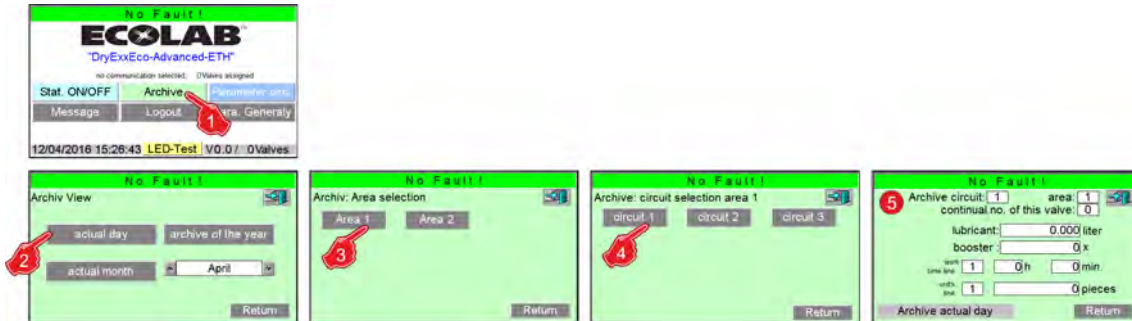 No Fault!
ECOLAB
"DryExxEco-Advanced-ETH"
no communication selected, 0Valves assigned
Stat. ON/OFF Archive Parameter circ.
Message Logout Para. Generaly
1
12/04/2016 15:26:43 LED-Test V0.0 / 0Valves
No Fault!
Archiv View
actual day archive of the year
2
actual month April
Return
No Fault!
Archiv: Area selection
Area 1 Area 2
3
Return
No Fault!
Archive: circuit selection area 1
circuit 1 circuit 2 circuit 3
4
Return
No Fault!
5
Archive circuit: 1 area: 1
continual no. of this valve: 0
lubricant: 0.000 liter
booster : 0 x
work time line 1 0 h 0 min.
units line 1 0 pieces
Archive actual day Return